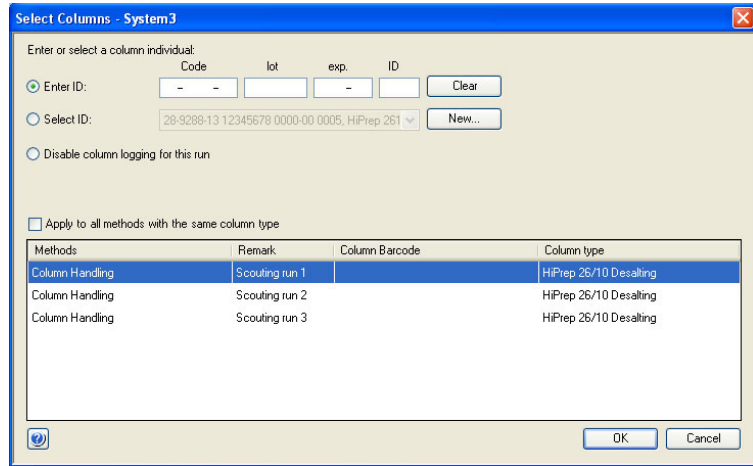 Select Columns - System3
Enter or select a column individual:
Code lot exp. ID
Enter ID: - - - Clear
Select ID: 28-9288-13 12345678 0000-00 0005, HiPrep 261 New...
Disable column logging for this run
Apply to all methods with the same column type
Methods Remark Column Barcode Column type
Column Handling Scouting run 1 HiPrep 26/10 Desalting
Column Handling Scouting run 2 HiPrep 26/10 Desalting
Column Handling Scouting run 3 HiPrep 26/10 Desalting
? OK Cancel